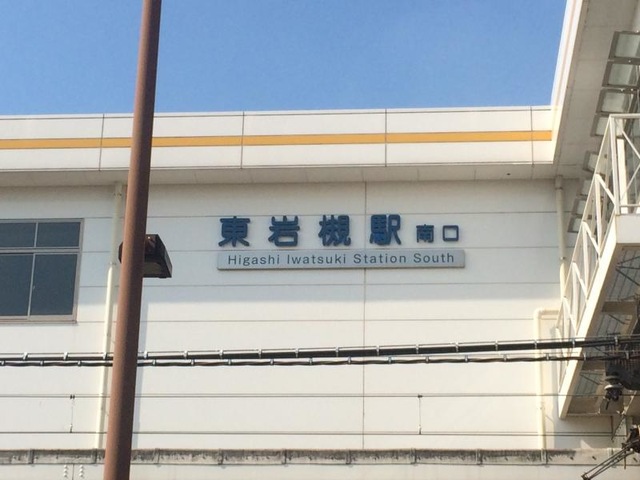 東岩槻駅 南口
Higashi Iwatsuki Station South